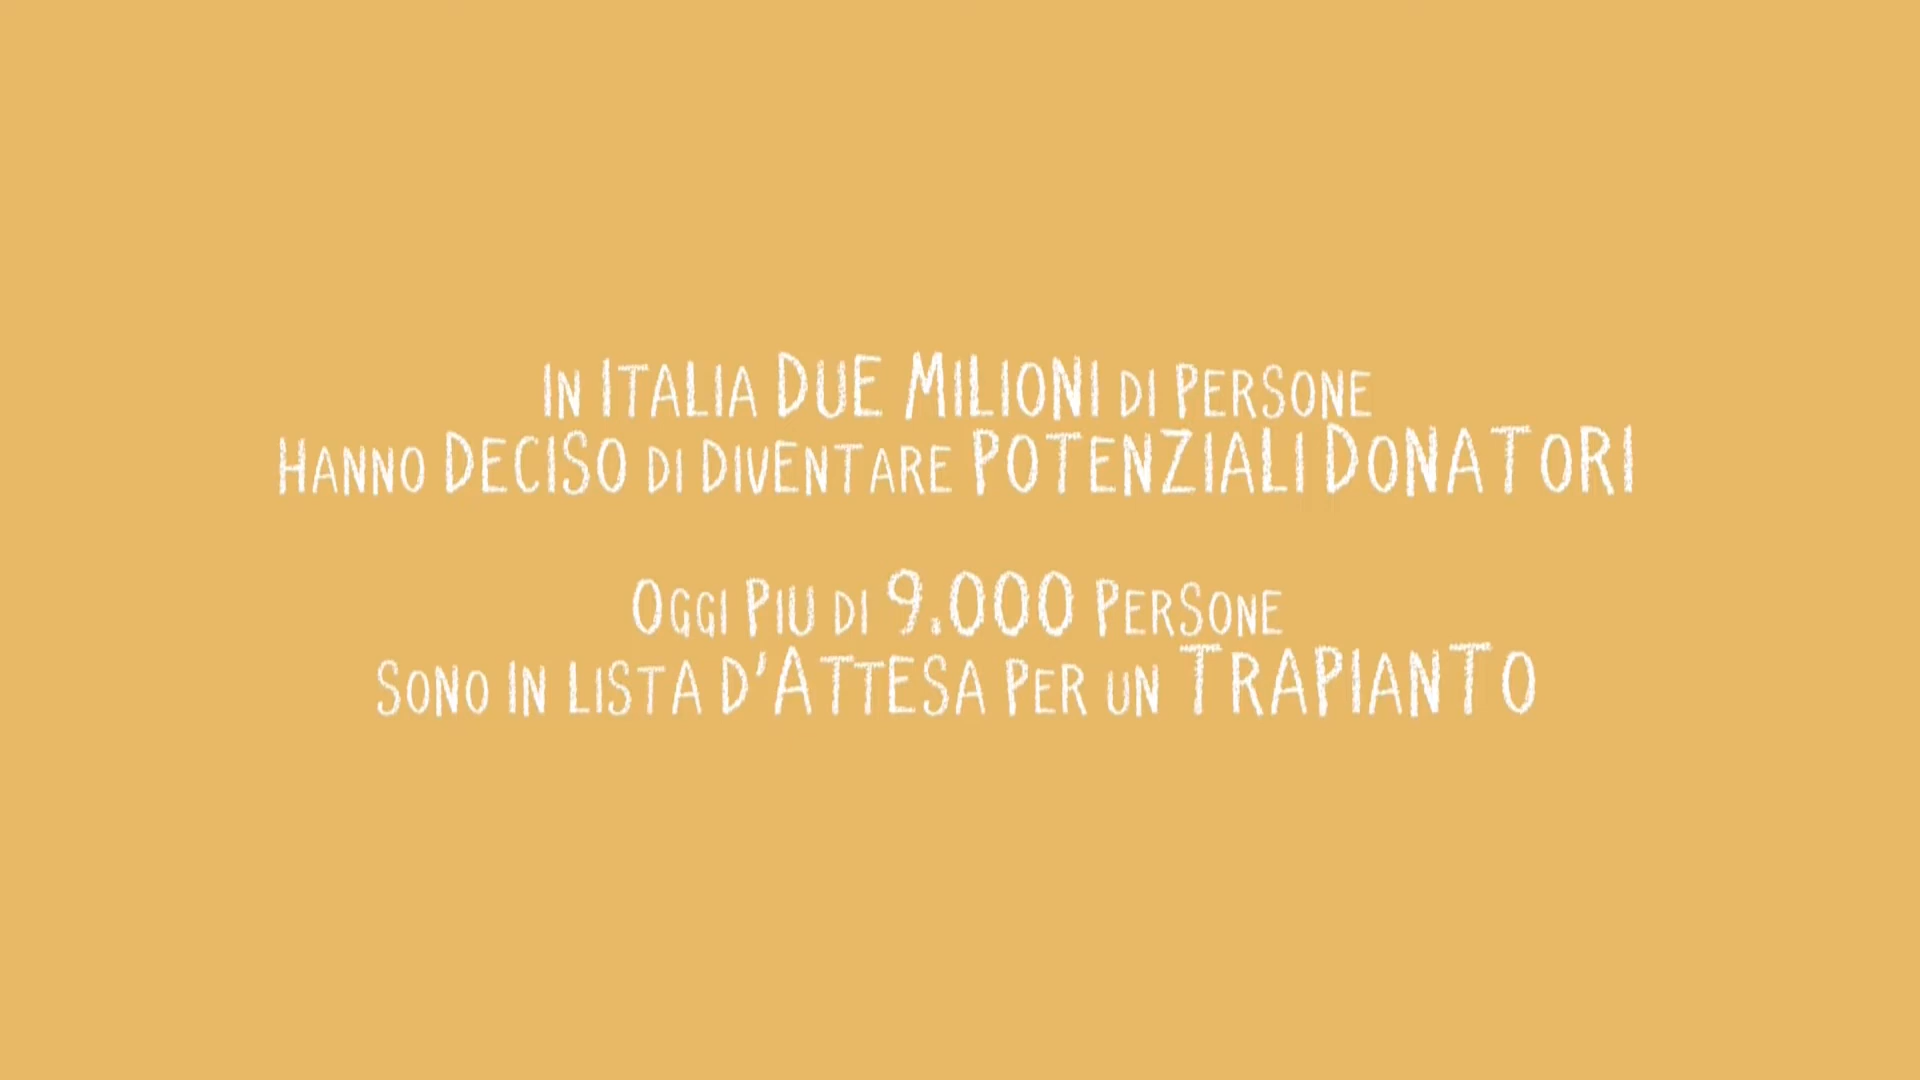 IN ITALIA DUE MILIONI DI PERSONE
HANNO DECISO DI DIVENTARE POTENZIALI DONATORI
OGGI PIU DI 9.000 PERSONE
SONO IN LISTA D'ATTESA PER UN TRAPIANTO